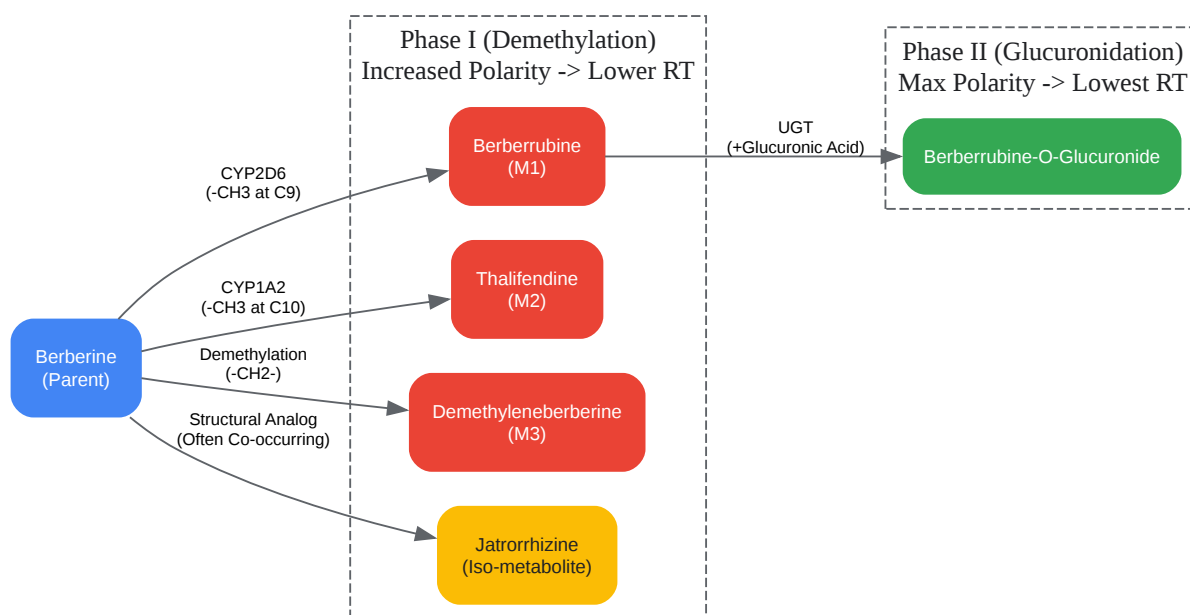 Phase I (Demethylation)
Increased Polarity -> Lower RT
Phase II (Glucuronidation)
Max Polarity -> Lowest RT
Berberine
(Parent)
CYP2D6
(-CH3 at C9)
Berberrubine
(M1)
UGT
(+Glucuronic Acid)
Berberrubine-O-Glucuronide
CYP1A2
(-CH3 at C10)
Thalifendine
(M2)
Demethylation
(-CH2-)
Demethyleneberberine
(M3)
Structural Analog
(Often Co-occurring)
Jatrorrhizine
(Iso-metabolite)